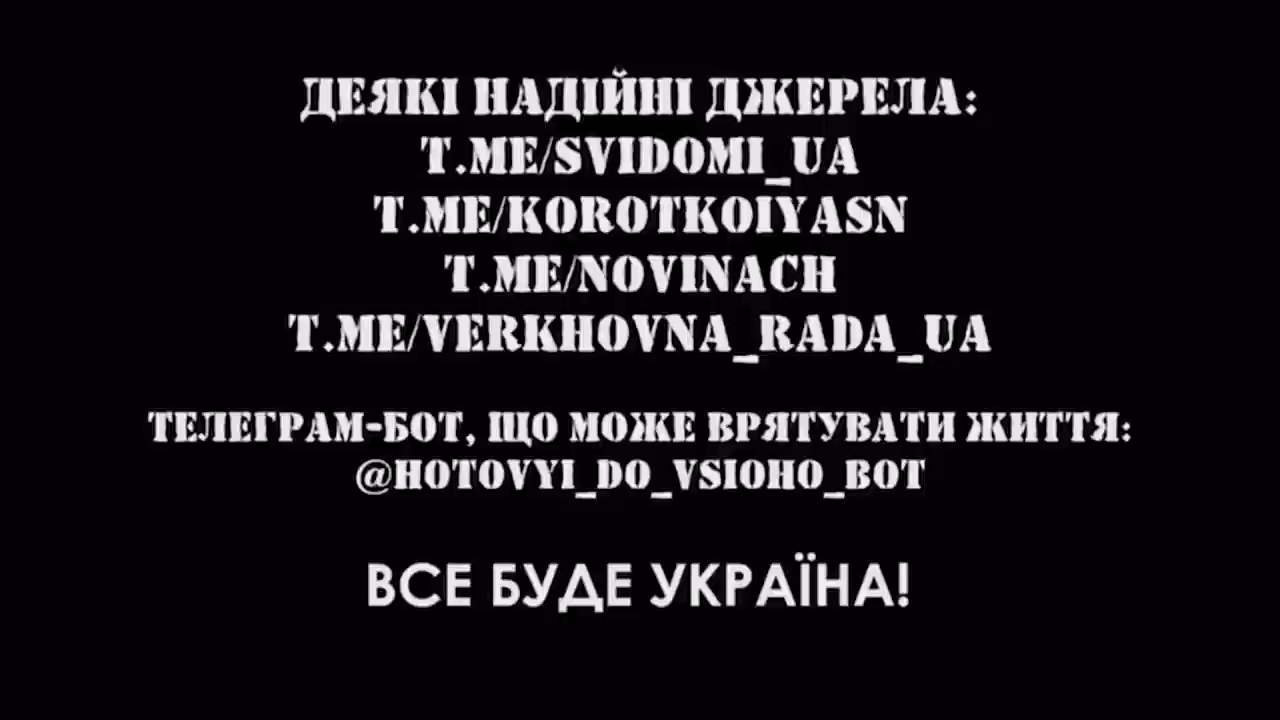 ДЕЯКІ НАДІЙНІ ДЖЕРЕЛА:
T.ME/SVIDOMI_UA
T.ME/KOROTKOIYASN
T.ME/NOVINACH
T.ME/VERKHOVNA_RADA_UA
ТЕЛЕГРАМ-БОТ, ЩО МОЖЕ ВРЯТУВАТИ ЖИТТЯ:
@HOTOVYI_DO_VSIOHO_BOT
ВСЕ БУДЕ УКРАЇНА!